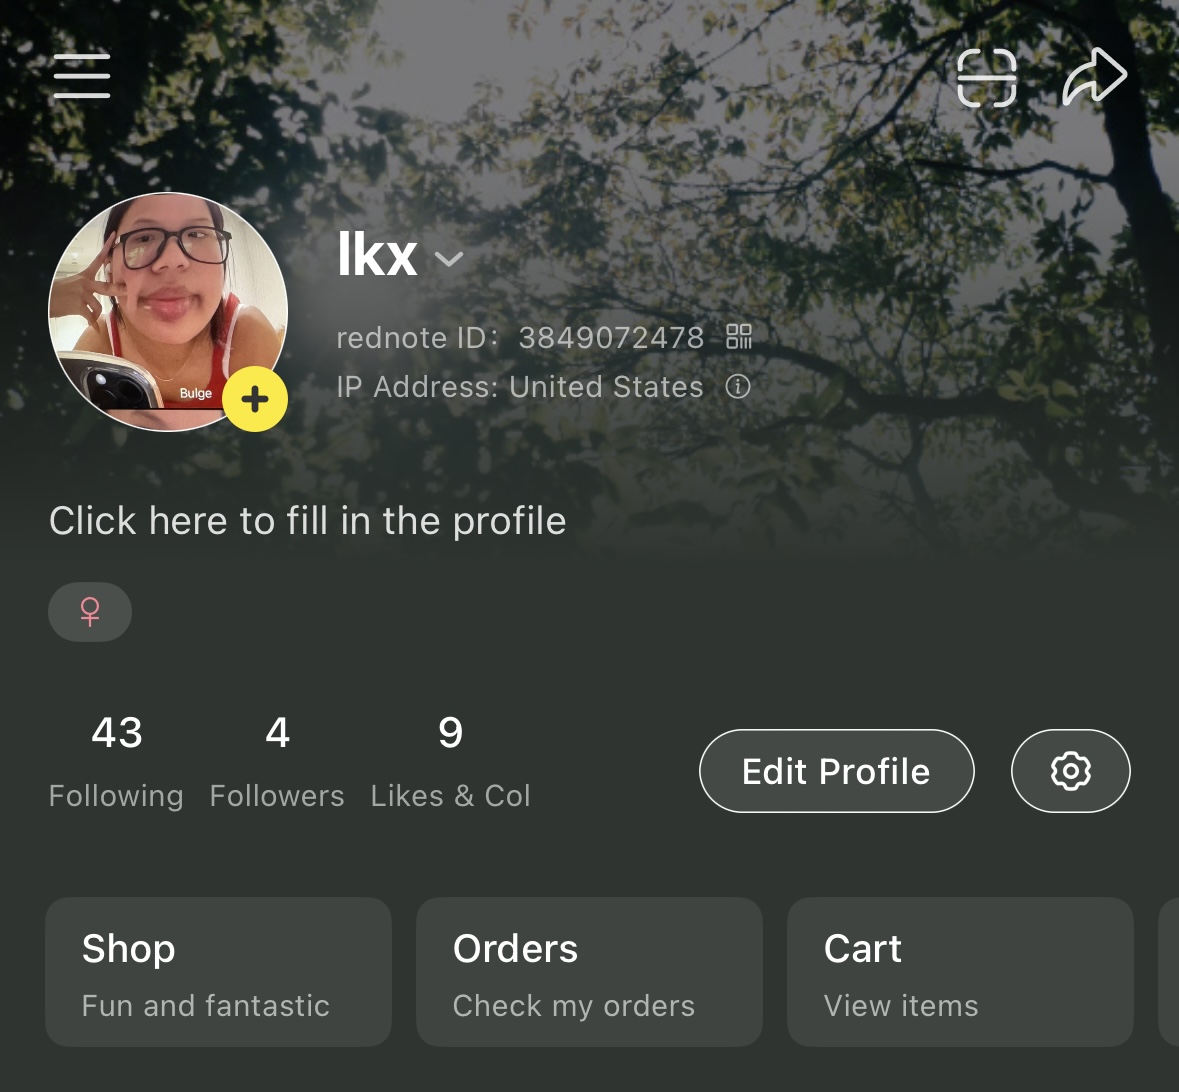 lkx
rednote ID: 3849072478
IP Address: United States
Bulge
Click here to fill in the profile
43 4 9
Following Followers Likes & Col
Edit Profile
Shop Orders Cart
Fun and fantastic Check my orders View items